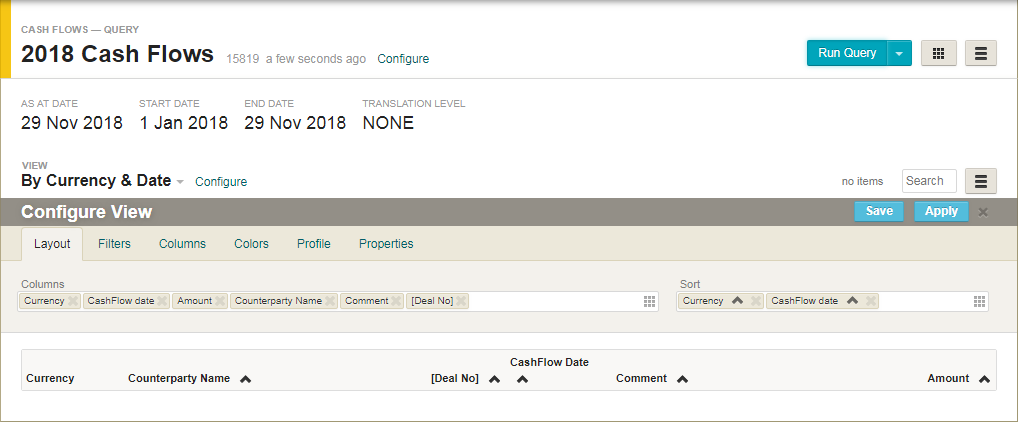 CASH FLOWS — QUERY
2018 Cash Flows 15819 a few seconds ago Configure Run Query
AS AT DATE START DATE END DATE TRANSLATION LEVEL
29 Nov 2018 1 Jan 2018 29 Nov 2018 NONE
VIEW
By Currency & Date Configure no items Search
Configure View Save Apply
Layout Filters Columns Colors Profile Properties
Columns Sort
Currency CashFlow date Amount Counterparty Name Comment [Deal No] Currency CashFlow date
CashFlow Date
Currency Counterparty Name [Deal No] Comment Amount